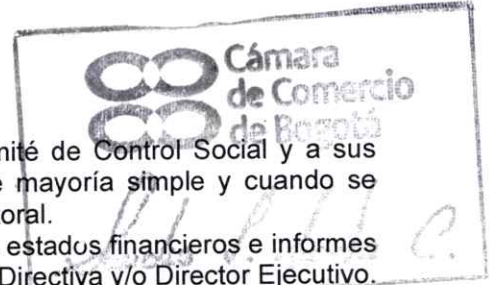 Cámara
de Comercio
de Bogotá
mité de Control Social y a sus
e mayoría simple y cuando se
toral.
estados financieros e informes
Directiva y/o Director Ejecutivo.